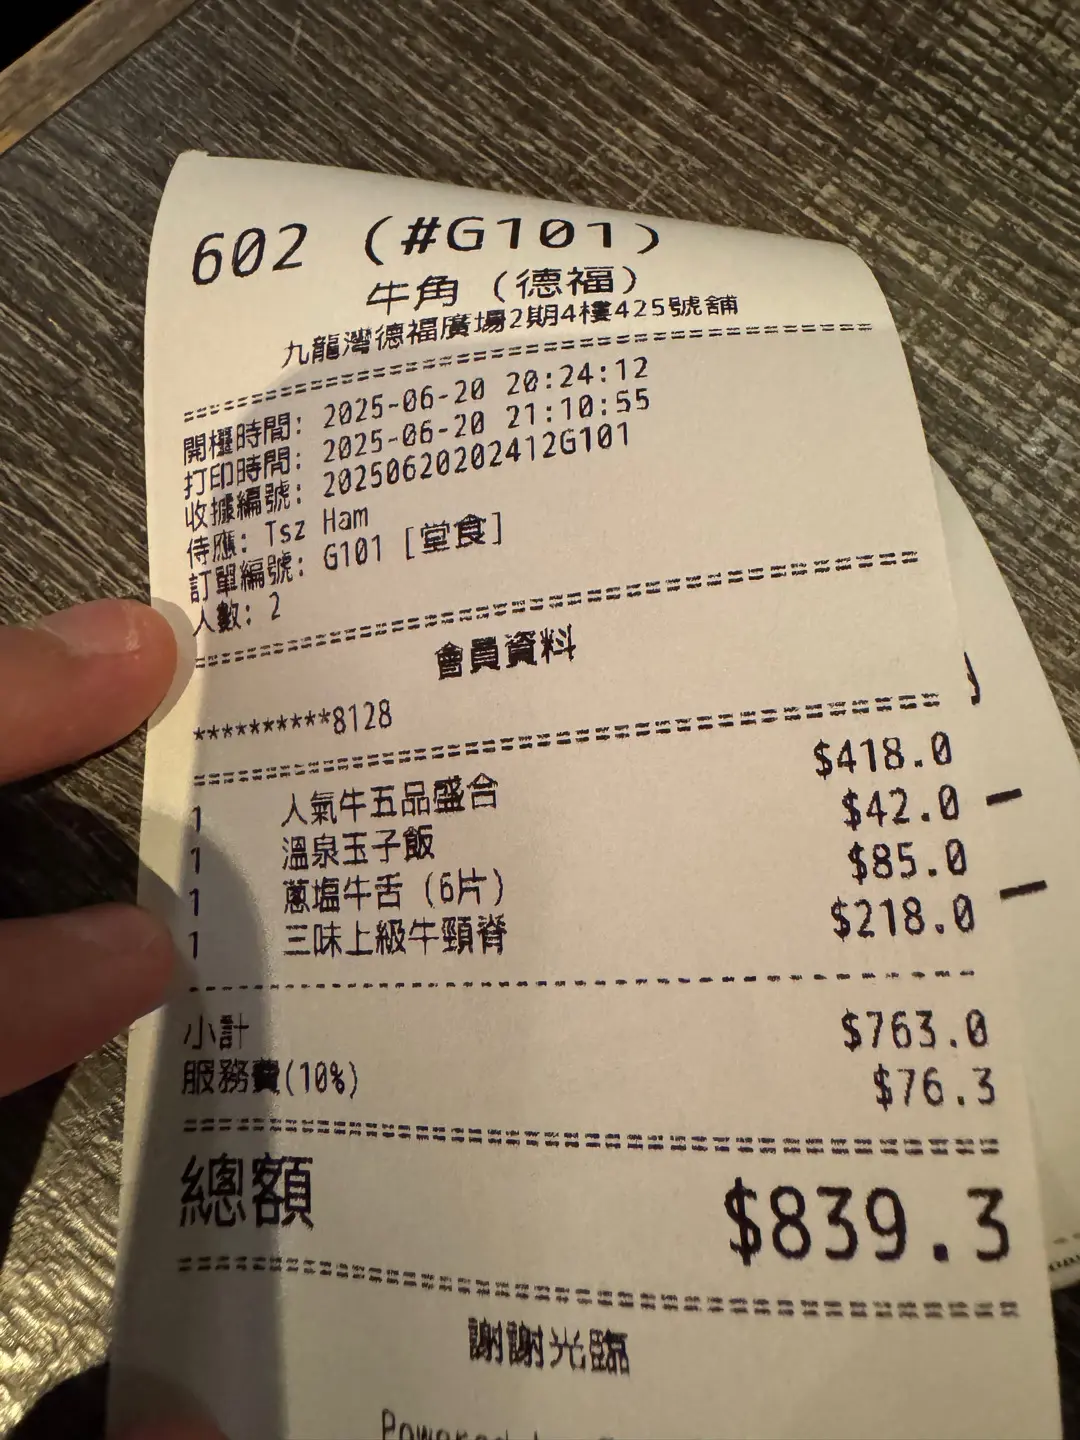 602 (#G101)
牛角 (德福)
九龍灣德福廣場2期4樓425號舖
開檯時間: 2025-06-20 20:24:12
打印時間: 2025-06-20 21:10:55
收據編號: 20250620202412G101
侍應: Tsz Ham
訂單編號: G101 [堂食]
人數: 2
會員資料
**********8128
1 人氣牛五品盛合 $418.0
1 溫泉玉子飯 $42.0
1 蔥塩牛舌 (6片) $85.0
1 三味上級牛頸脊 $218.0
小計 $763.0
服務費(10%) $76.3
總額 $839.3
謝謝光臨
Powered